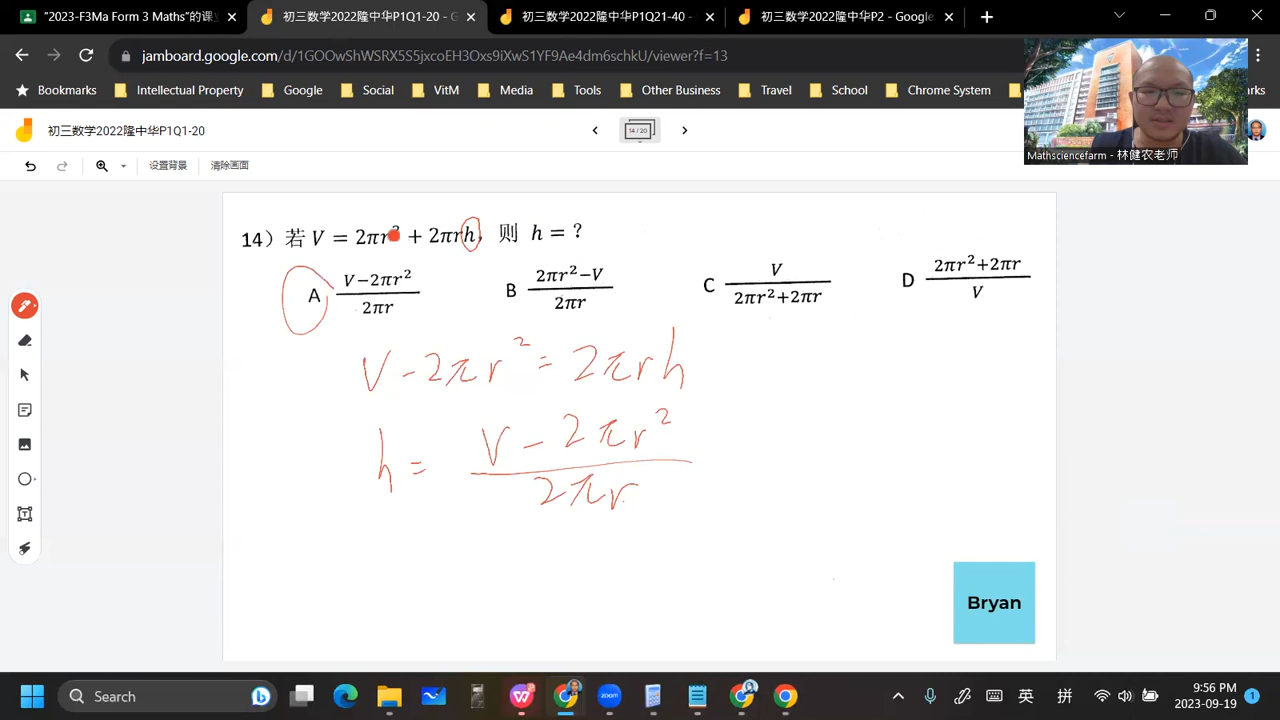 "2023-F3Ma Form 3 Maths"的课堂
初三数学2022隆中华P1Q1-20 - G
初三数学2022隆中华P1Q21-40 -
初三数学2022隆中华P2 - Google
jamboard.google.com
viewer?f=13
Bookmarks Intellectual Property Google VitM Media Tools Other Business Travel School Chrome System
初三数学2022隆中华P1Q1-20
14 / 20
设置背景 清除画面
Mathsciencefarm - 林健农老师
14）若 V = 2πr² + 2πrh，则 h = ？
A (V−2πr²)/(2πr) B (2πr²−V)/(2πr) C V/(2πr²+2πr) D (2πr²+2πr)/V
V − 2πr² = 2πrh
h = (V − 2πr²)/(2πr)
Bryan
Search
zoom
英 拼
9:56 PM
2023-09-19
1